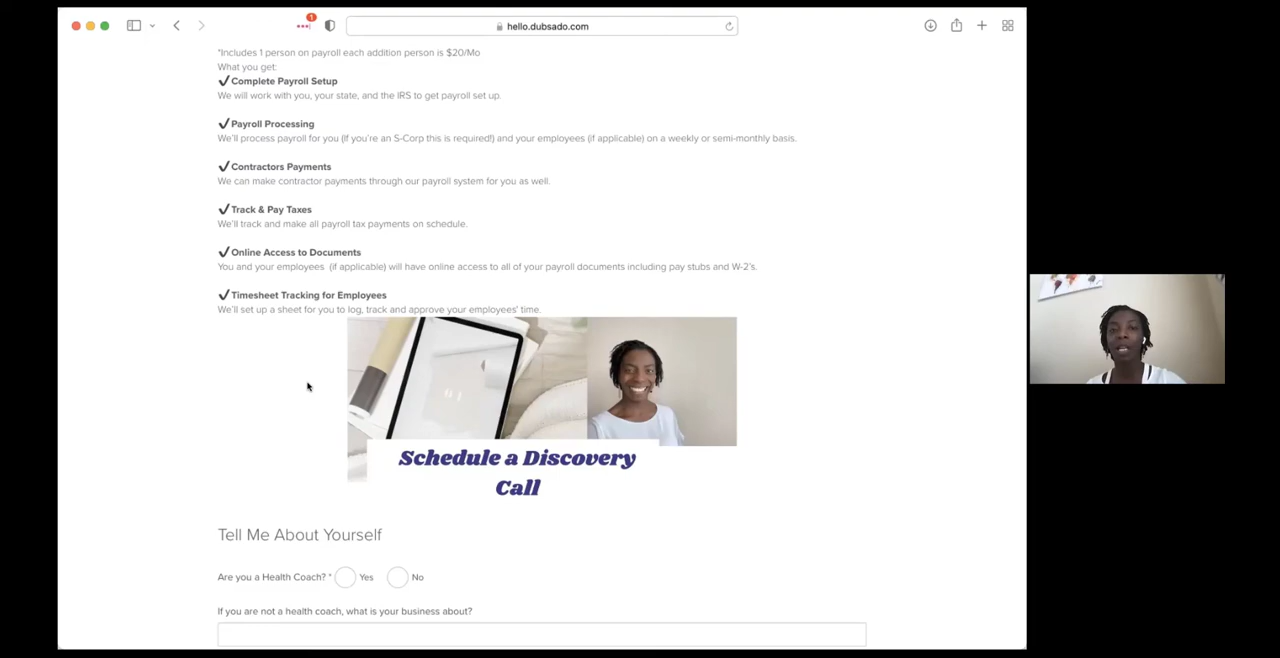 1
hello.dubsado.com
*Includes 1 person on payroll each addition person is $20/Mo
What you get:
✓Complete Payroll Setup
We will work with you, your state, and the IRS to get payroll set up.
✓Payroll Processing
We'll process payroll for you (If you're an S-Corp this is required!) and your employees (if applicable) on a weekly or semi-monthly basis.
✓Contractors Payments
We can make contractor payments through our payroll system for you as well.
✓Track & Pay Taxes
We'll track and make all payroll tax payments on schedule.
✓Online Access to Documents
You and your employees (if applicable) will have online access to all of your payroll documents including pay stubs and W-2's.
✓Timesheet Tracking for Employees
We'll set up a sheet for you to log, track and approve your employees' time.
Schedule a Discovery
Call
Tell Me About Yourself
Are you a Health Coach? * Yes No
If you are not a health coach, what is your business about?